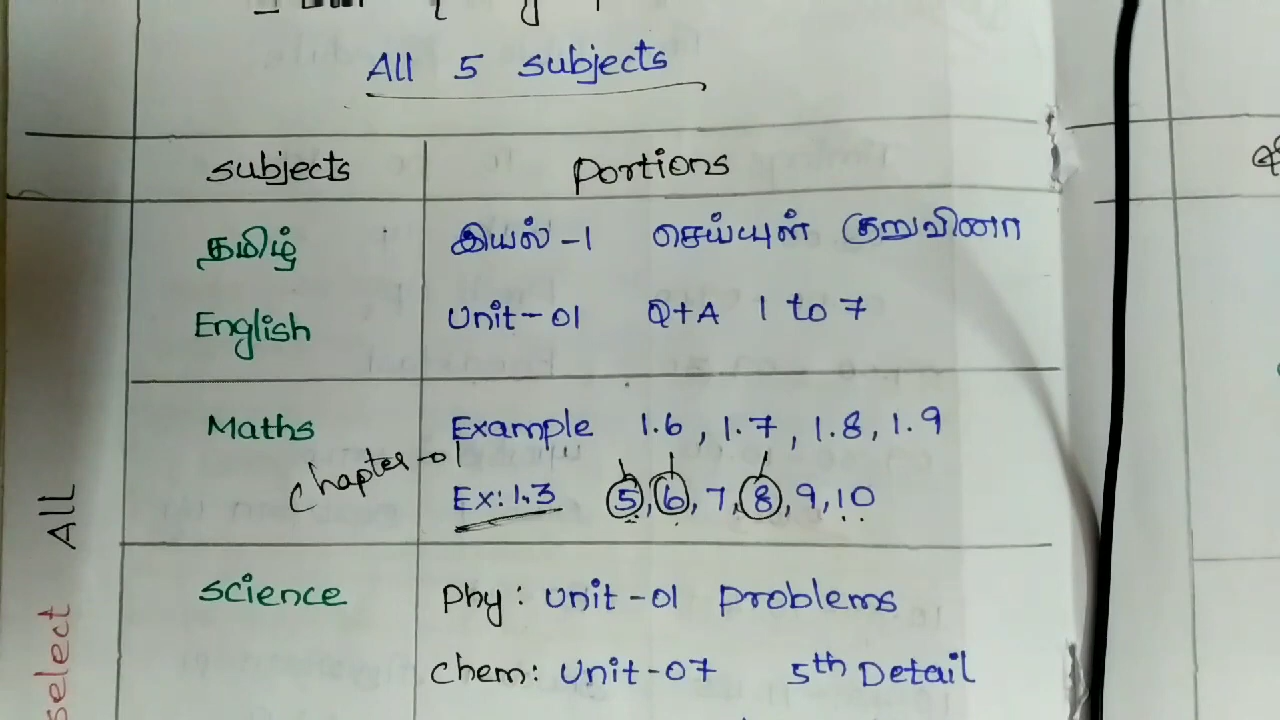 All 5 subjects
subjects Portions
தமிழ் இயல் -1 செய்யுள் குறுவினா
English Unit-01 Q+A 1 to 7
Maths Example 1.6, 1.7, 1.8, 1.9
chapter-01
Ex: 1.3 5, 6, 7, 8, 9, 10
science Phy: Unit-01 Problems
chem: Unit-07 5th Detail
select All